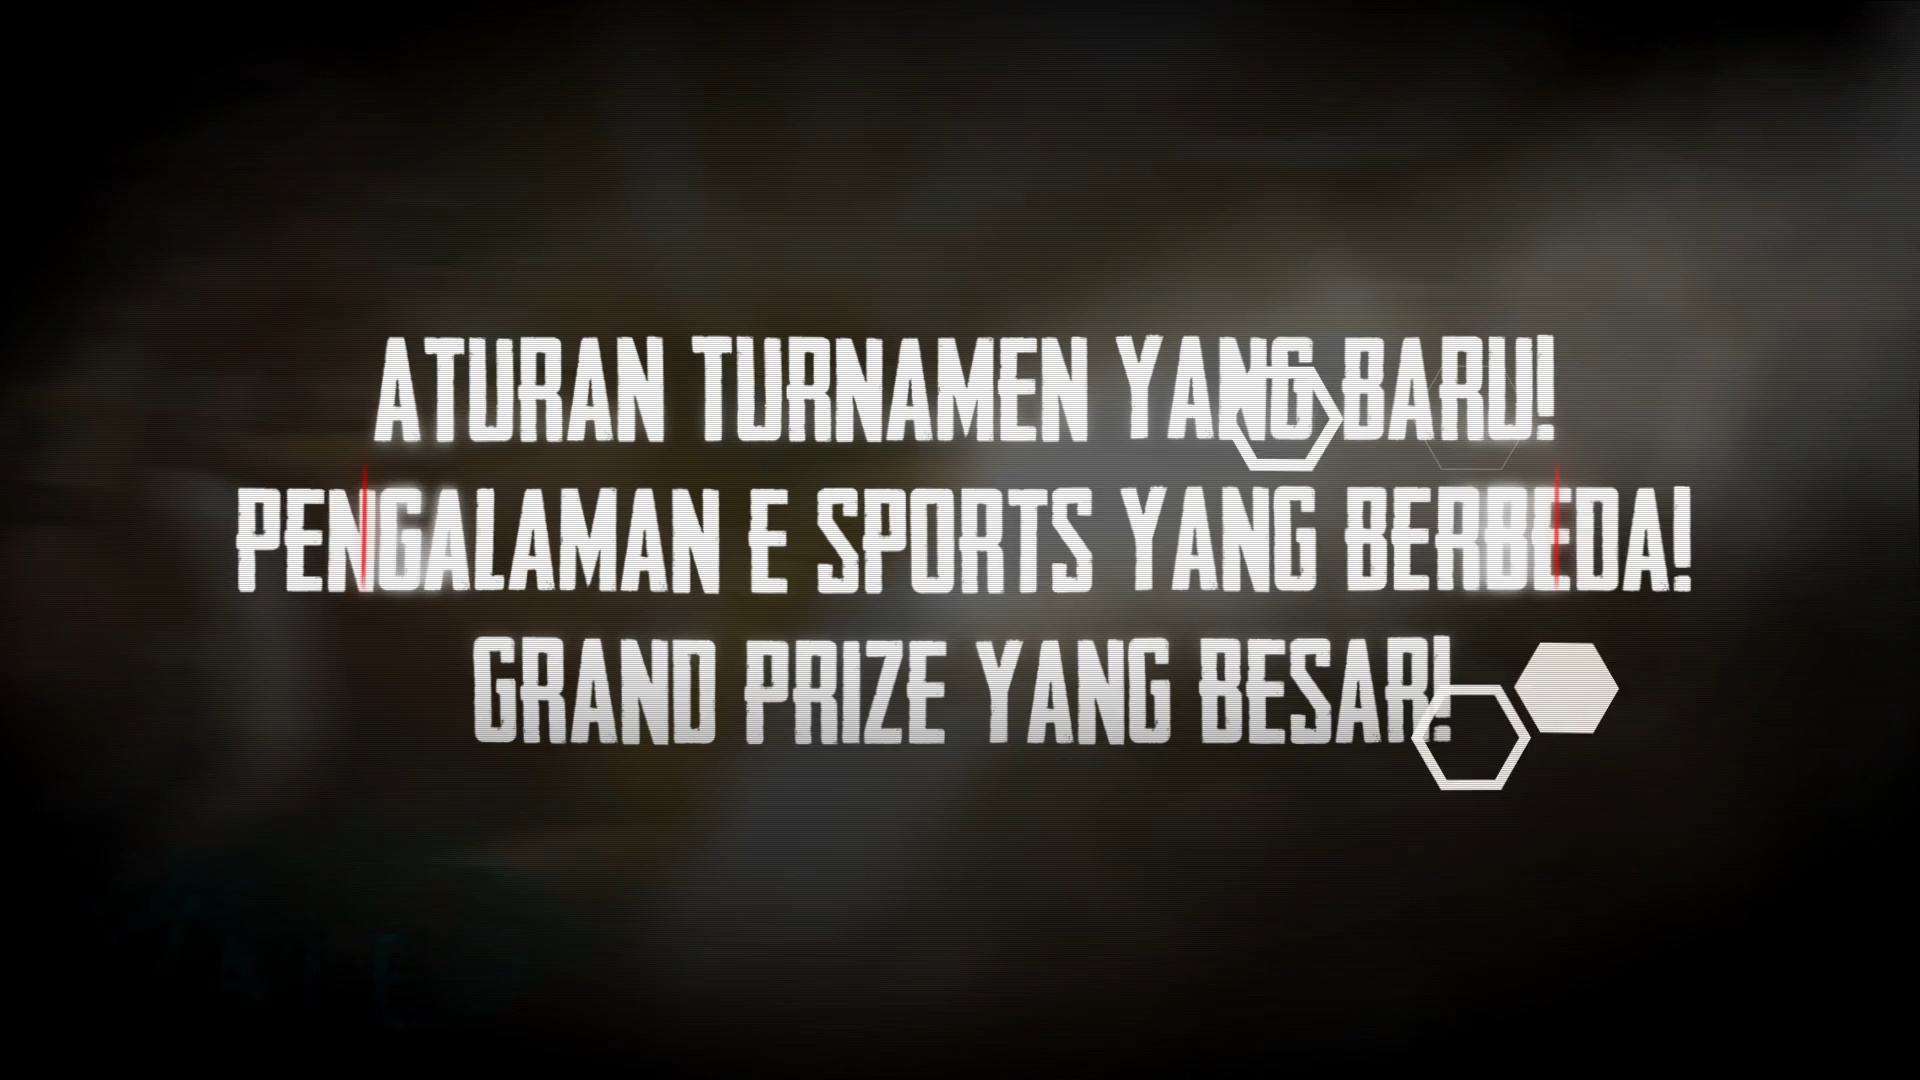 ATURAN TURNAMEN YANG BARU!
PENGALAMAN E SPORTS YANG BERBEDA!
GRAND PRIZE YANG BESAR!